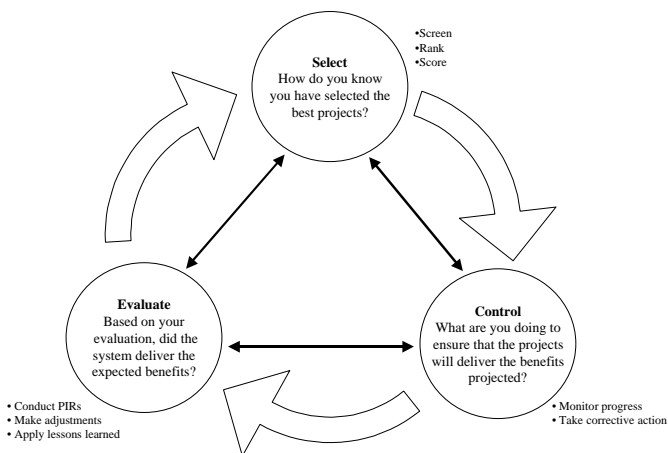 Select
How do you know
you have selected the
best projects?
•Screen
•Rank
•Score
Evaluate
Based on your
evaluation, did the
system deliver the
expected benefits?
• Conduct PIRs
• Make adjustments
• Apply lessons learned
Control
What are you doing to
ensure that the projects
will deliver the benefits
projected?
• Monitor progress
• Take corrective action